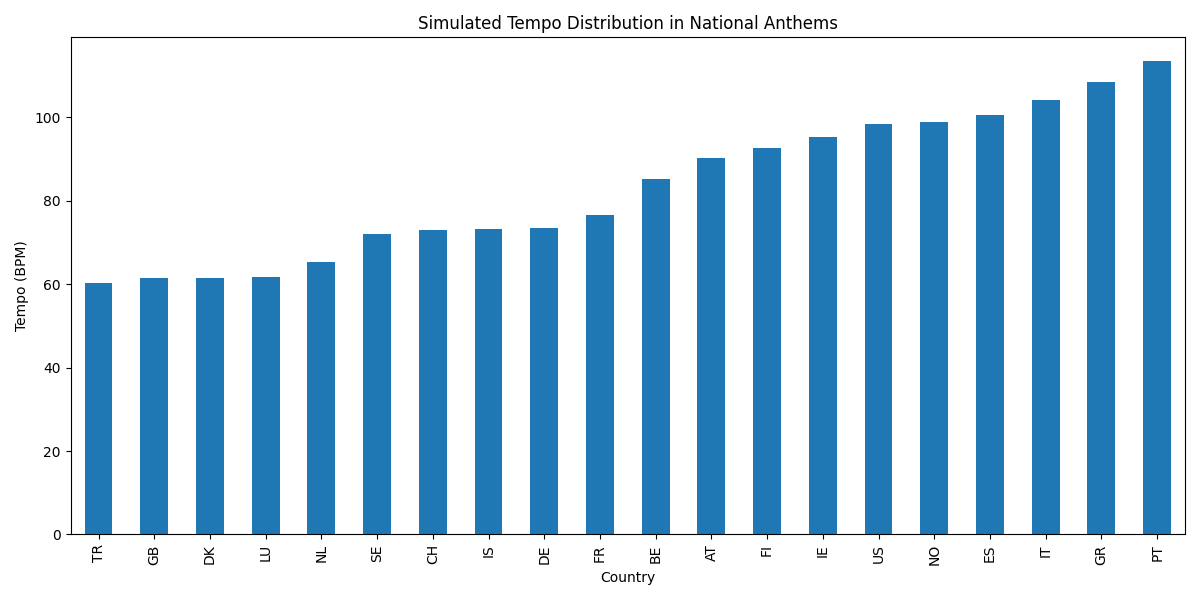 Simulated Tempo Distribution in National Anthems
Tempo (BPM)
100
80
60
40
20
0
TR GB DK LU NL SE CH IS DE FR BE AT FI IE US NO ES IT GR PT
Country